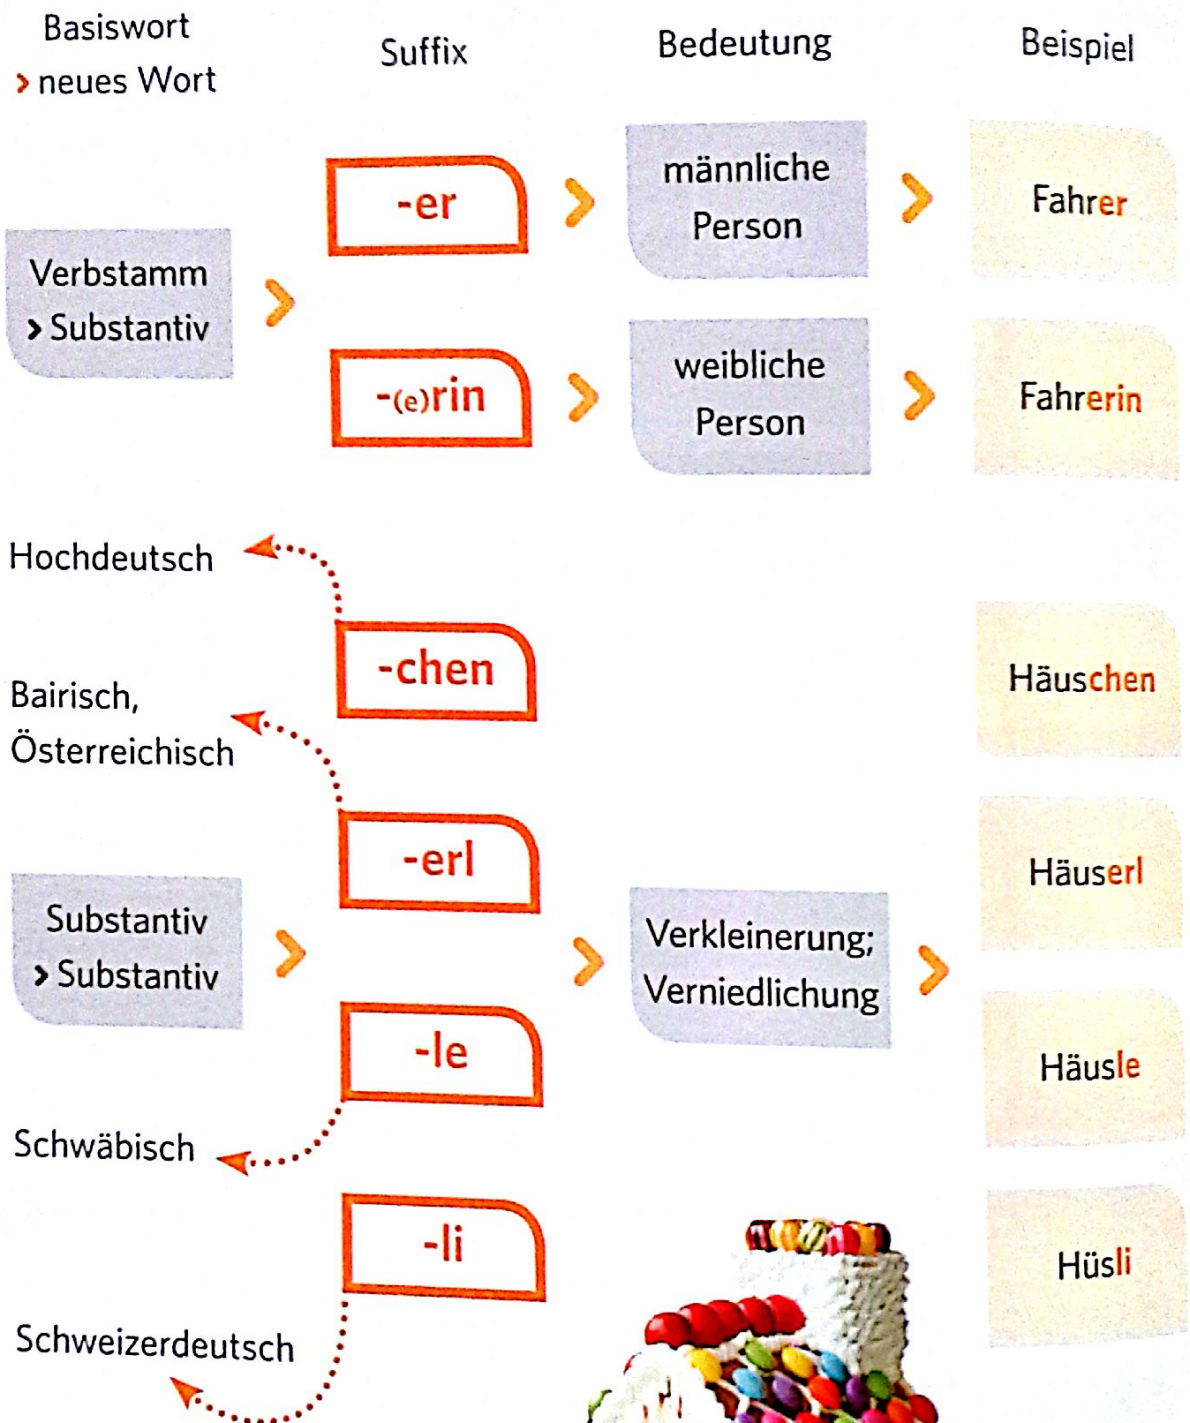 Basiswort
› neues Wort
Suffix
Bedeutung
Beispiel
Verbstamm
› Substantiv
-er
männliche
Person
Fahrer
-(e)rin
weibliche
Person
Fahrerin
Hochdeutsch
-chen
Häuschen
Bairisch,
Österreichisch
-erl
Häuserl
Substantiv
› Substantiv
Verkleinerung;
Verniedlichung
-le
Häusle
Schwäbisch
-li
Hüsli
Schweizerdeutsch